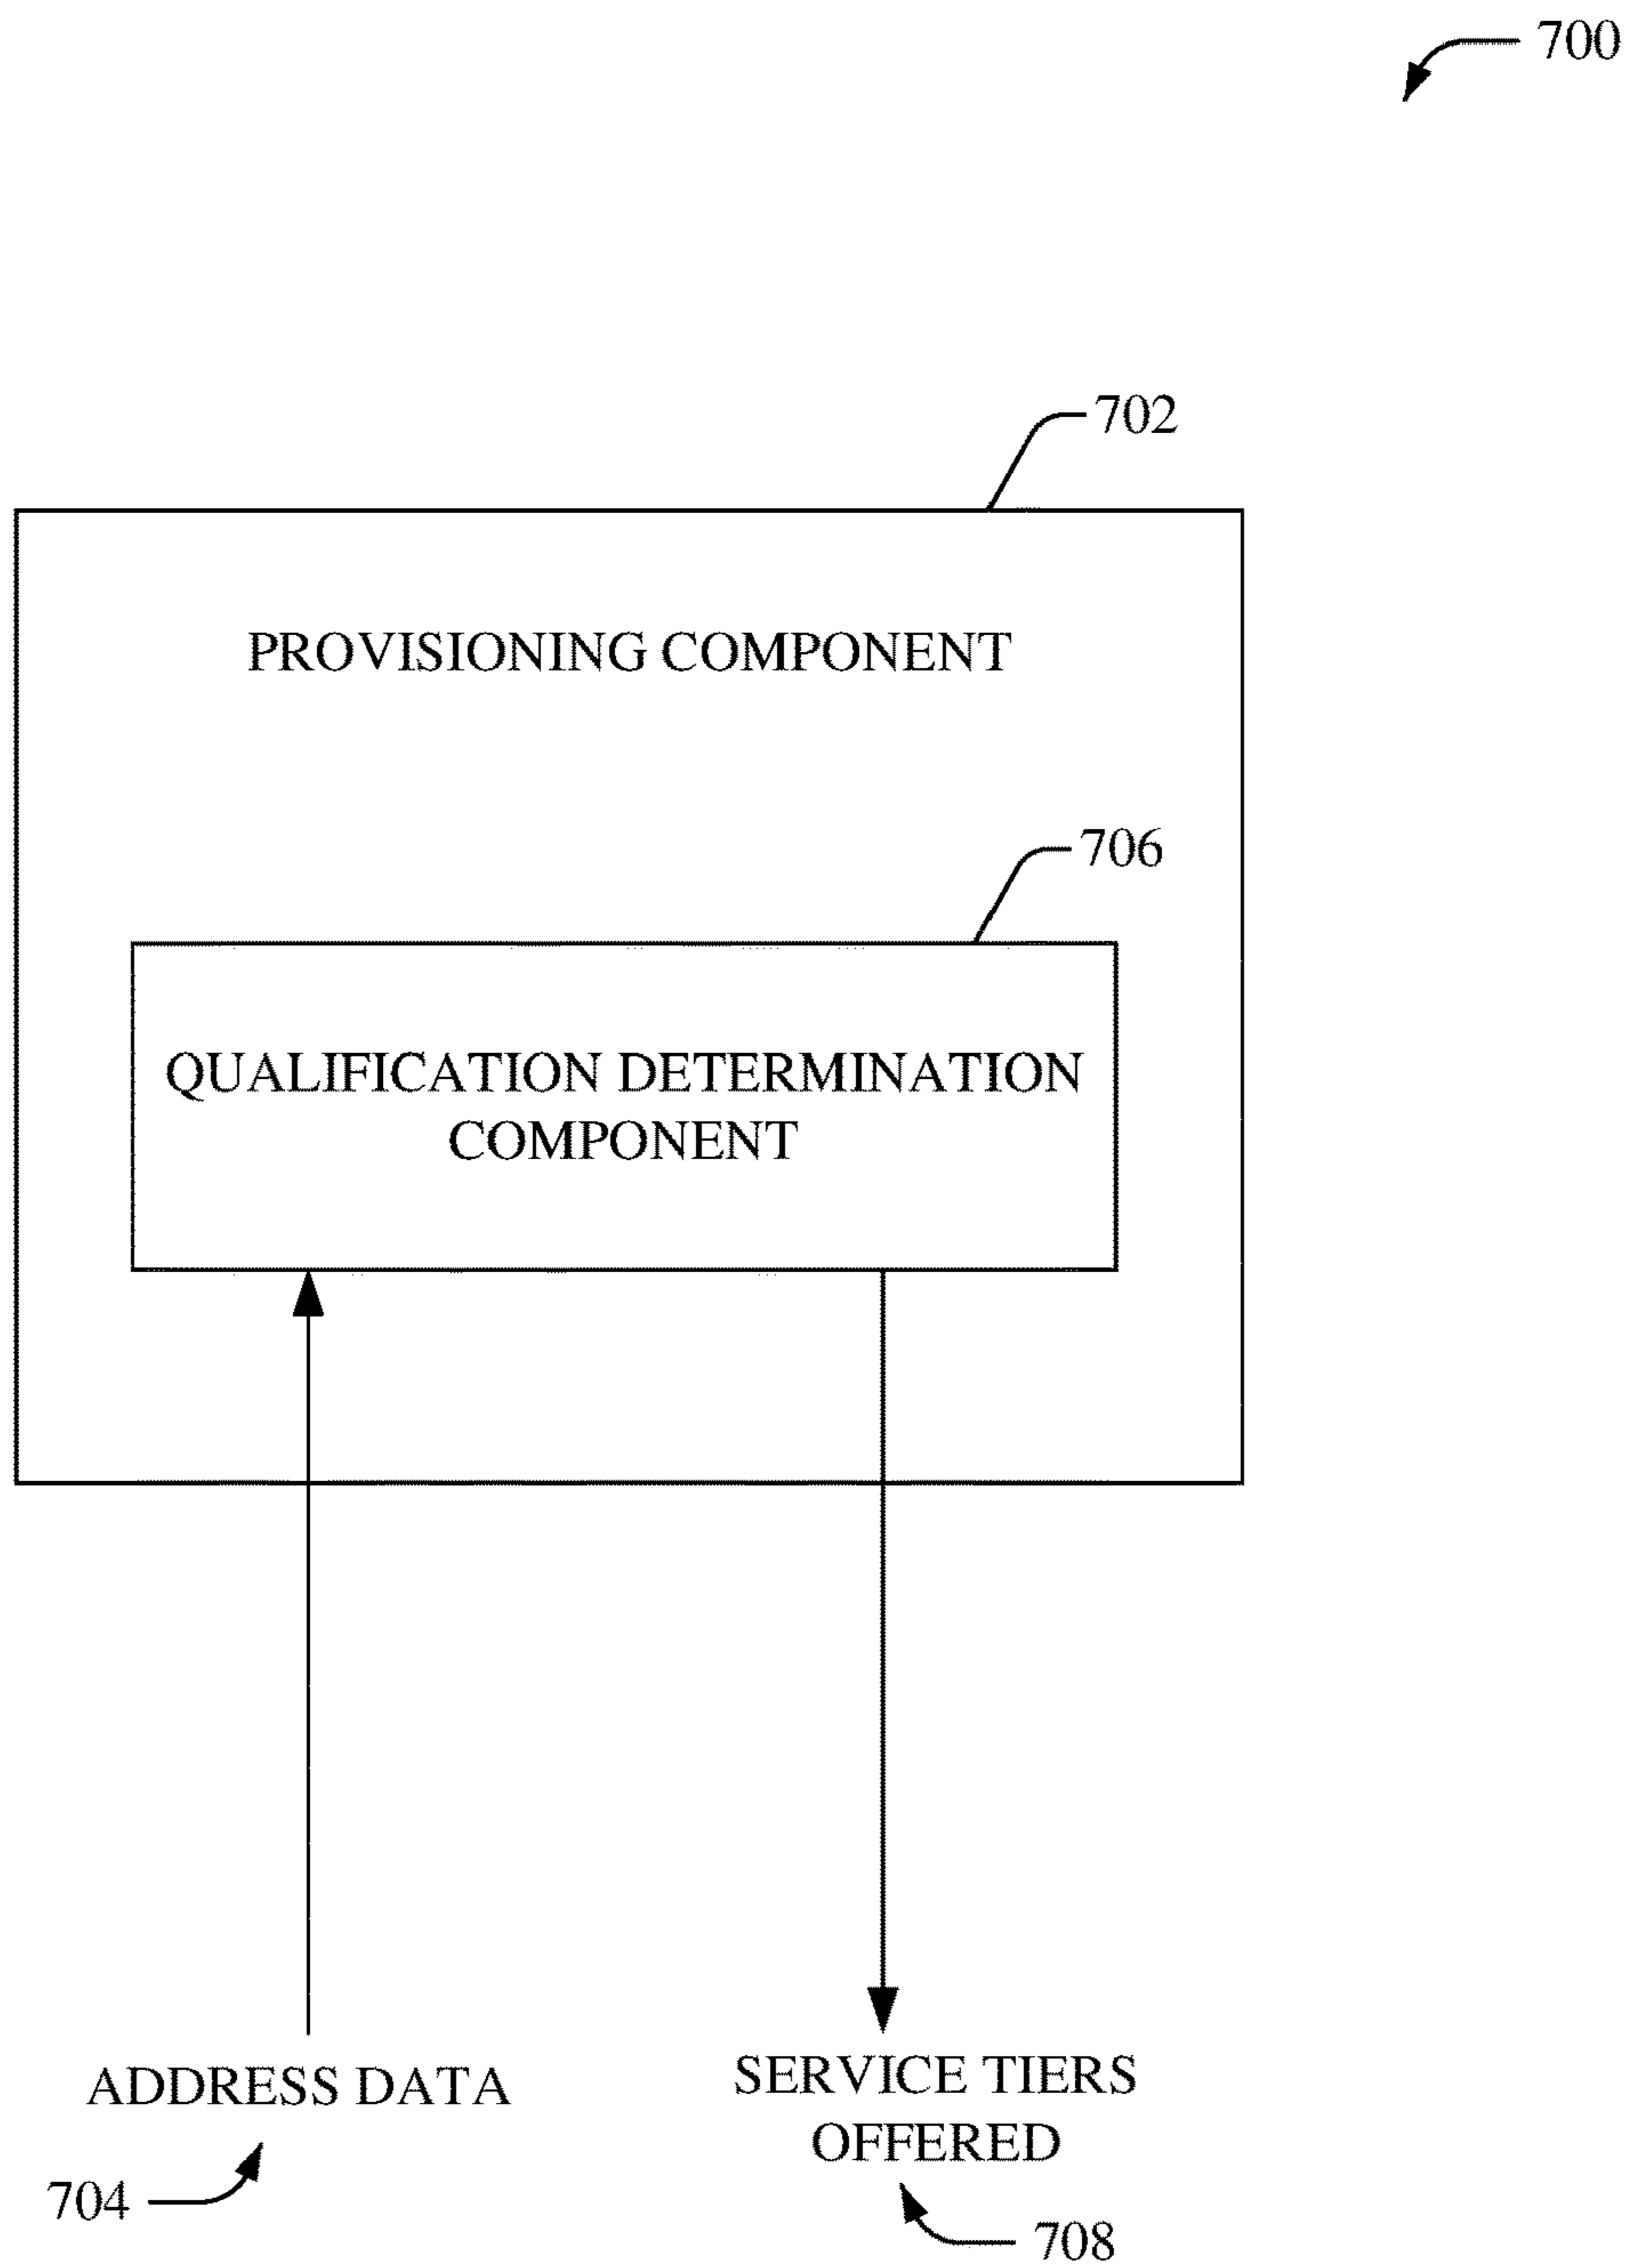 700
702
PROVISIONING COMPONENT
706
QUALIFICATION DETERMINATION
COMPONENT
ADDRESS DATA
SERVICE TIERS
OFFERED
704
708